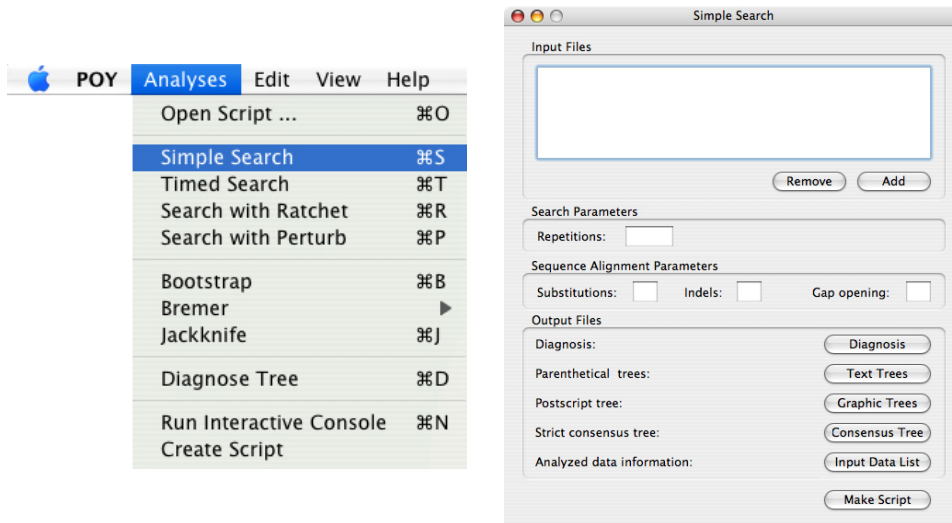 POY Analyses Edit View Help
Open Script ... ⌘O
Simple Search ⌘S
Timed Search ⌘T
Search with Ratchet ⌘R
Search with Perturb ⌘P
Bootstrap ⌘B
Bremer
Jackknife ⌘J
Diagnose Tree ⌘D
Run Interactive Console ⌘N
Create Script
Simple Search
Input Files
Remove Add
Search Parameters
Repetitions:
Sequence Alignment Parameters
Substitutions: Indels: Gap opening:
Output Files
Diagnosis: Diagnosis
Parenthetical trees: Text Trees
Postscript tree: Graphic Trees
Strict consensus tree: Consensus Tree
Analyzed data information: Input Data List
Make Script